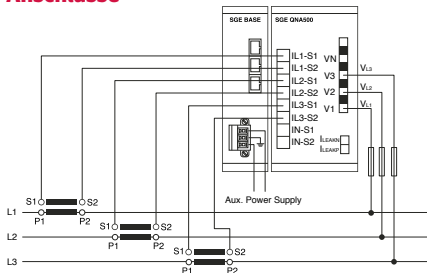 Anschlüsse
SGE BASE
SGE QNA500
IL1-S1
IL1-S2
IL2-S1
IL2-S2
IL3-S1
IL3-S2
IN-S1
IN-S2
VN
V3
V2
V1
ILEAKN
ILEAKP
VL3
VL2
VL1
Aux. Power Supply
S1
S2
L1
P1
P2
S1
S2
L2
P1
P2
S1
S2
L3
P1
P2